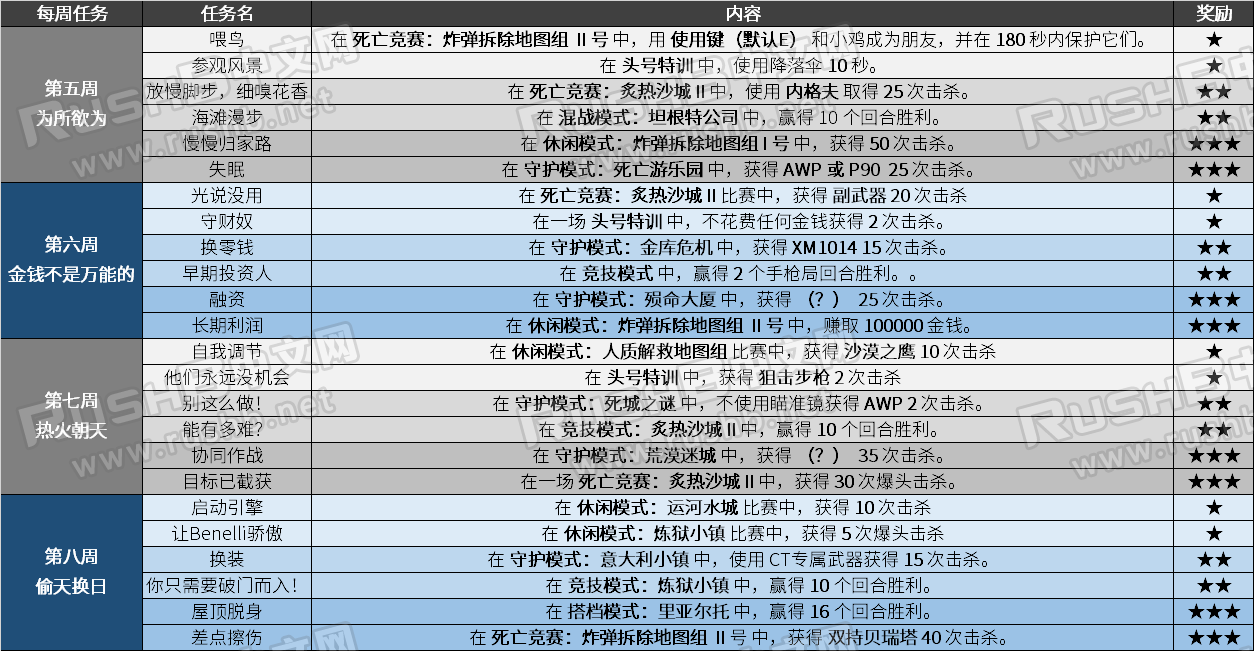 每周任务 任务名 内容 奖励
第五周
为所欲为
喂鸟 在 死亡竞赛：炸弹拆除地图组 II 号 中，用 使用键（默认E） 和小鸡成为朋友，并在 180 秒内保护它们。 ★
参观风景 在 头号特训 中，使用降落伞 10 秒。 ★
放慢脚步，细嗅花香 在 死亡竞赛：炙热沙城 II 中，使用 内格夫 取得 25 次击杀。 ★★
海滩漫步 在 混战模式：坦根特公司 中，赢得 10 个回合胜利。 ★★
慢慢归家路 在 休闲模式：炸弹拆除地图组 I 号 中，获得 50 次击杀。 ★★★
失眠 在 守护模式：死亡游乐园 中，获得 AWP 或 P90 25 次击杀。 ★★★
第六周
金钱不是万能的
光说没用 在 死亡竞赛：炙热沙城 II 比赛中，获得 副武器 20 次击杀 ★
守财奴 在一场 头号特训 中，不花费任何金钱获得 2 次击杀。 ★
换零钱 在 守护模式：金库危机 中，获得 XM1014 15 次击杀。 ★★
早期投资人 在 竞技模式 中，赢得 2 个手枪局回合胜利。。 ★★
融资 在 守护模式：殒命大厦 中，获得 （？） 25 次击杀。 ★★★
长期利润 在 休闲模式：炸弹拆除地图组 II 号 中，赚取 100000 金钱。 ★★★
第七周
热火朝天
自我调节 在 休闲模式：人质解救地图组 比赛中，获得 沙漠之鹰 10 次击杀 ★
他们永远没机会 在 头号特训 中，获得 狙击步枪 2 次击杀 ★
别这么做！ 在 守护模式：死城之谜 中，不使用瞄准镜获得 AWP 2 次击杀。 ★★
能有多难？ 在 竞技模式：炙热沙城 II 中，赢得 10 个回合胜利。 ★★
协同作战 在 守护模式：荒漠迷城 中，获得 （？） 35 次击杀。 ★★★
目标已截获 在一场 死亡竞赛：炙热沙城 II 中，获得 30 次爆头击杀。 ★★★
第八周
偷天换日
启动引擎 在 休闲模式：运河水城 比赛中，获得 10 次击杀 ★
让Benelli骄傲 在 休闲模式：炼狱小镇 比赛中，获得 5 次爆头击杀 ★
换装 在 守护模式：意大利小镇 中，使用 CT专属武器获得 15 次击杀。 ★★
你只需要破门而入！ 在 竞技模式：炼狱小镇 中，赢得 10 个回合胜利。 ★★
屋顶脱身 在 搭档模式：里亚尔托 中，赢得 16 个回合胜利。 ★★★
差点擦伤 在 死亡竞赛：炸弹拆除地图组 II 号 中，获得 双持贝瑞塔 40 次击杀。 ★★★